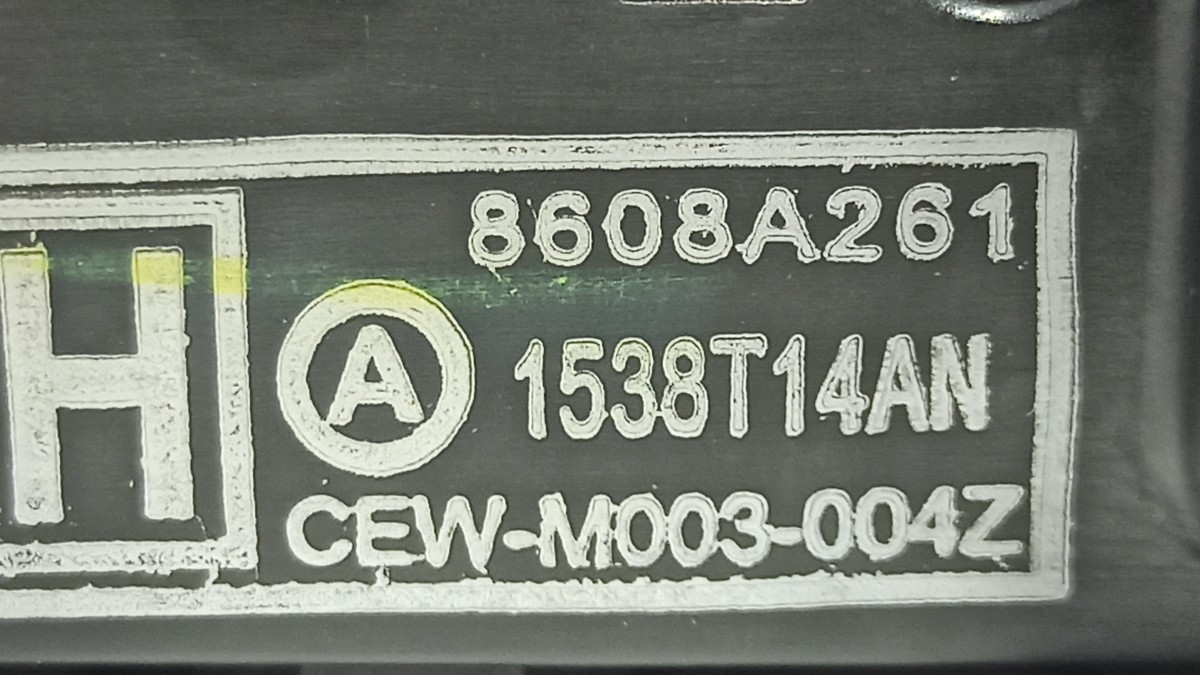 8608A261
H
A 1538T14AN
CEW-M003-004Z